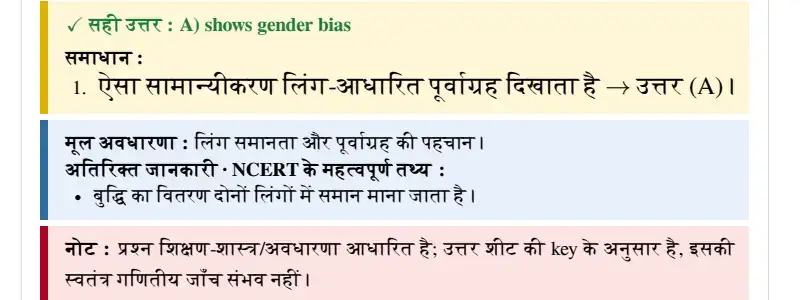 ✓ सही उत्तर : A) shows gender bias
समाधान :
1. ऐसा सामान्यीकरण लिंग-आधारित पूर्वाग्रह दिखाता है → उत्तर (A)।
मूल अवधारणा : लिंग समानता और पूर्वाग्रह की पहचान।
अतिरिक्त जानकारी · NCERT के महत्वपूर्ण तथ्य :
• बुद्धि का वितरण दोनों लिंगों में समान माना जाता है।
नोट : प्रश्न शिक्षण-शास्त्र/अवधारणा आधारित है; उत्तर शीट की key के अनुसार है, इसकी
स्वतंत्र गणितीय जाँच संभव नहीं।